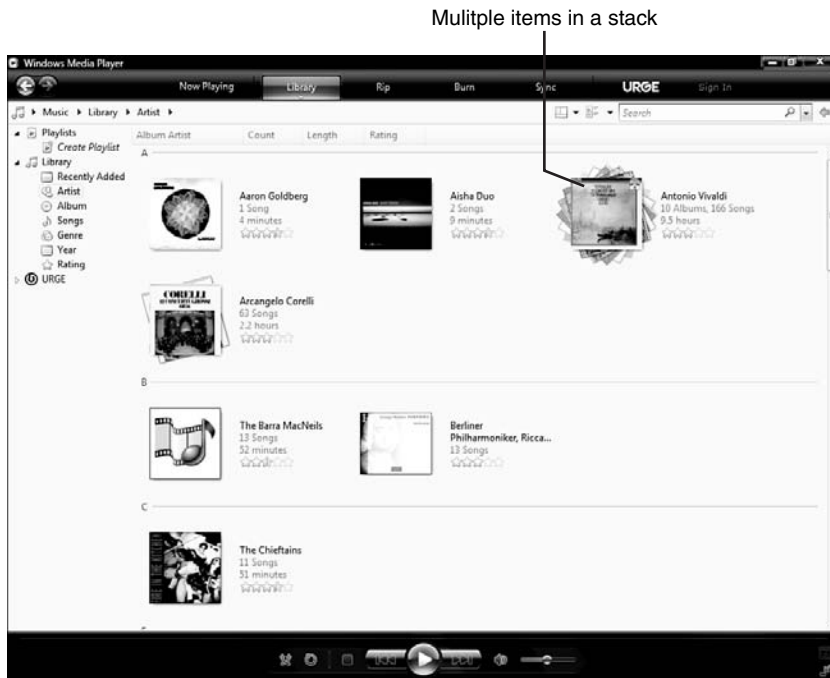 Mulitple items in a stack
Windows Media Player
Now Playing Library Rip Burn Sync URGE Sign In
Music Library Artist Search
Playlists
Create Playlist
Library
Recently Added
Artist
Album
Songs
Genre
Year
Rating
URGE
Album Artist Count Length Rating
A
Aaron Goldberg
1 Song
4 minutes
Aisha Duo
2 Songs
9 minutes
Antonio Vivaldi
10 Albums, 166 Songs
9.5 hours
CORELLI
Arcangelo Corelli
63 Songs
2.2 hours
B
The Barra MacNeils
13 Songs
52 minutes
Berliner
Philharmoniker, Ricca...
13 Songs
C
The Chieftains
11 Songs
51 minutes